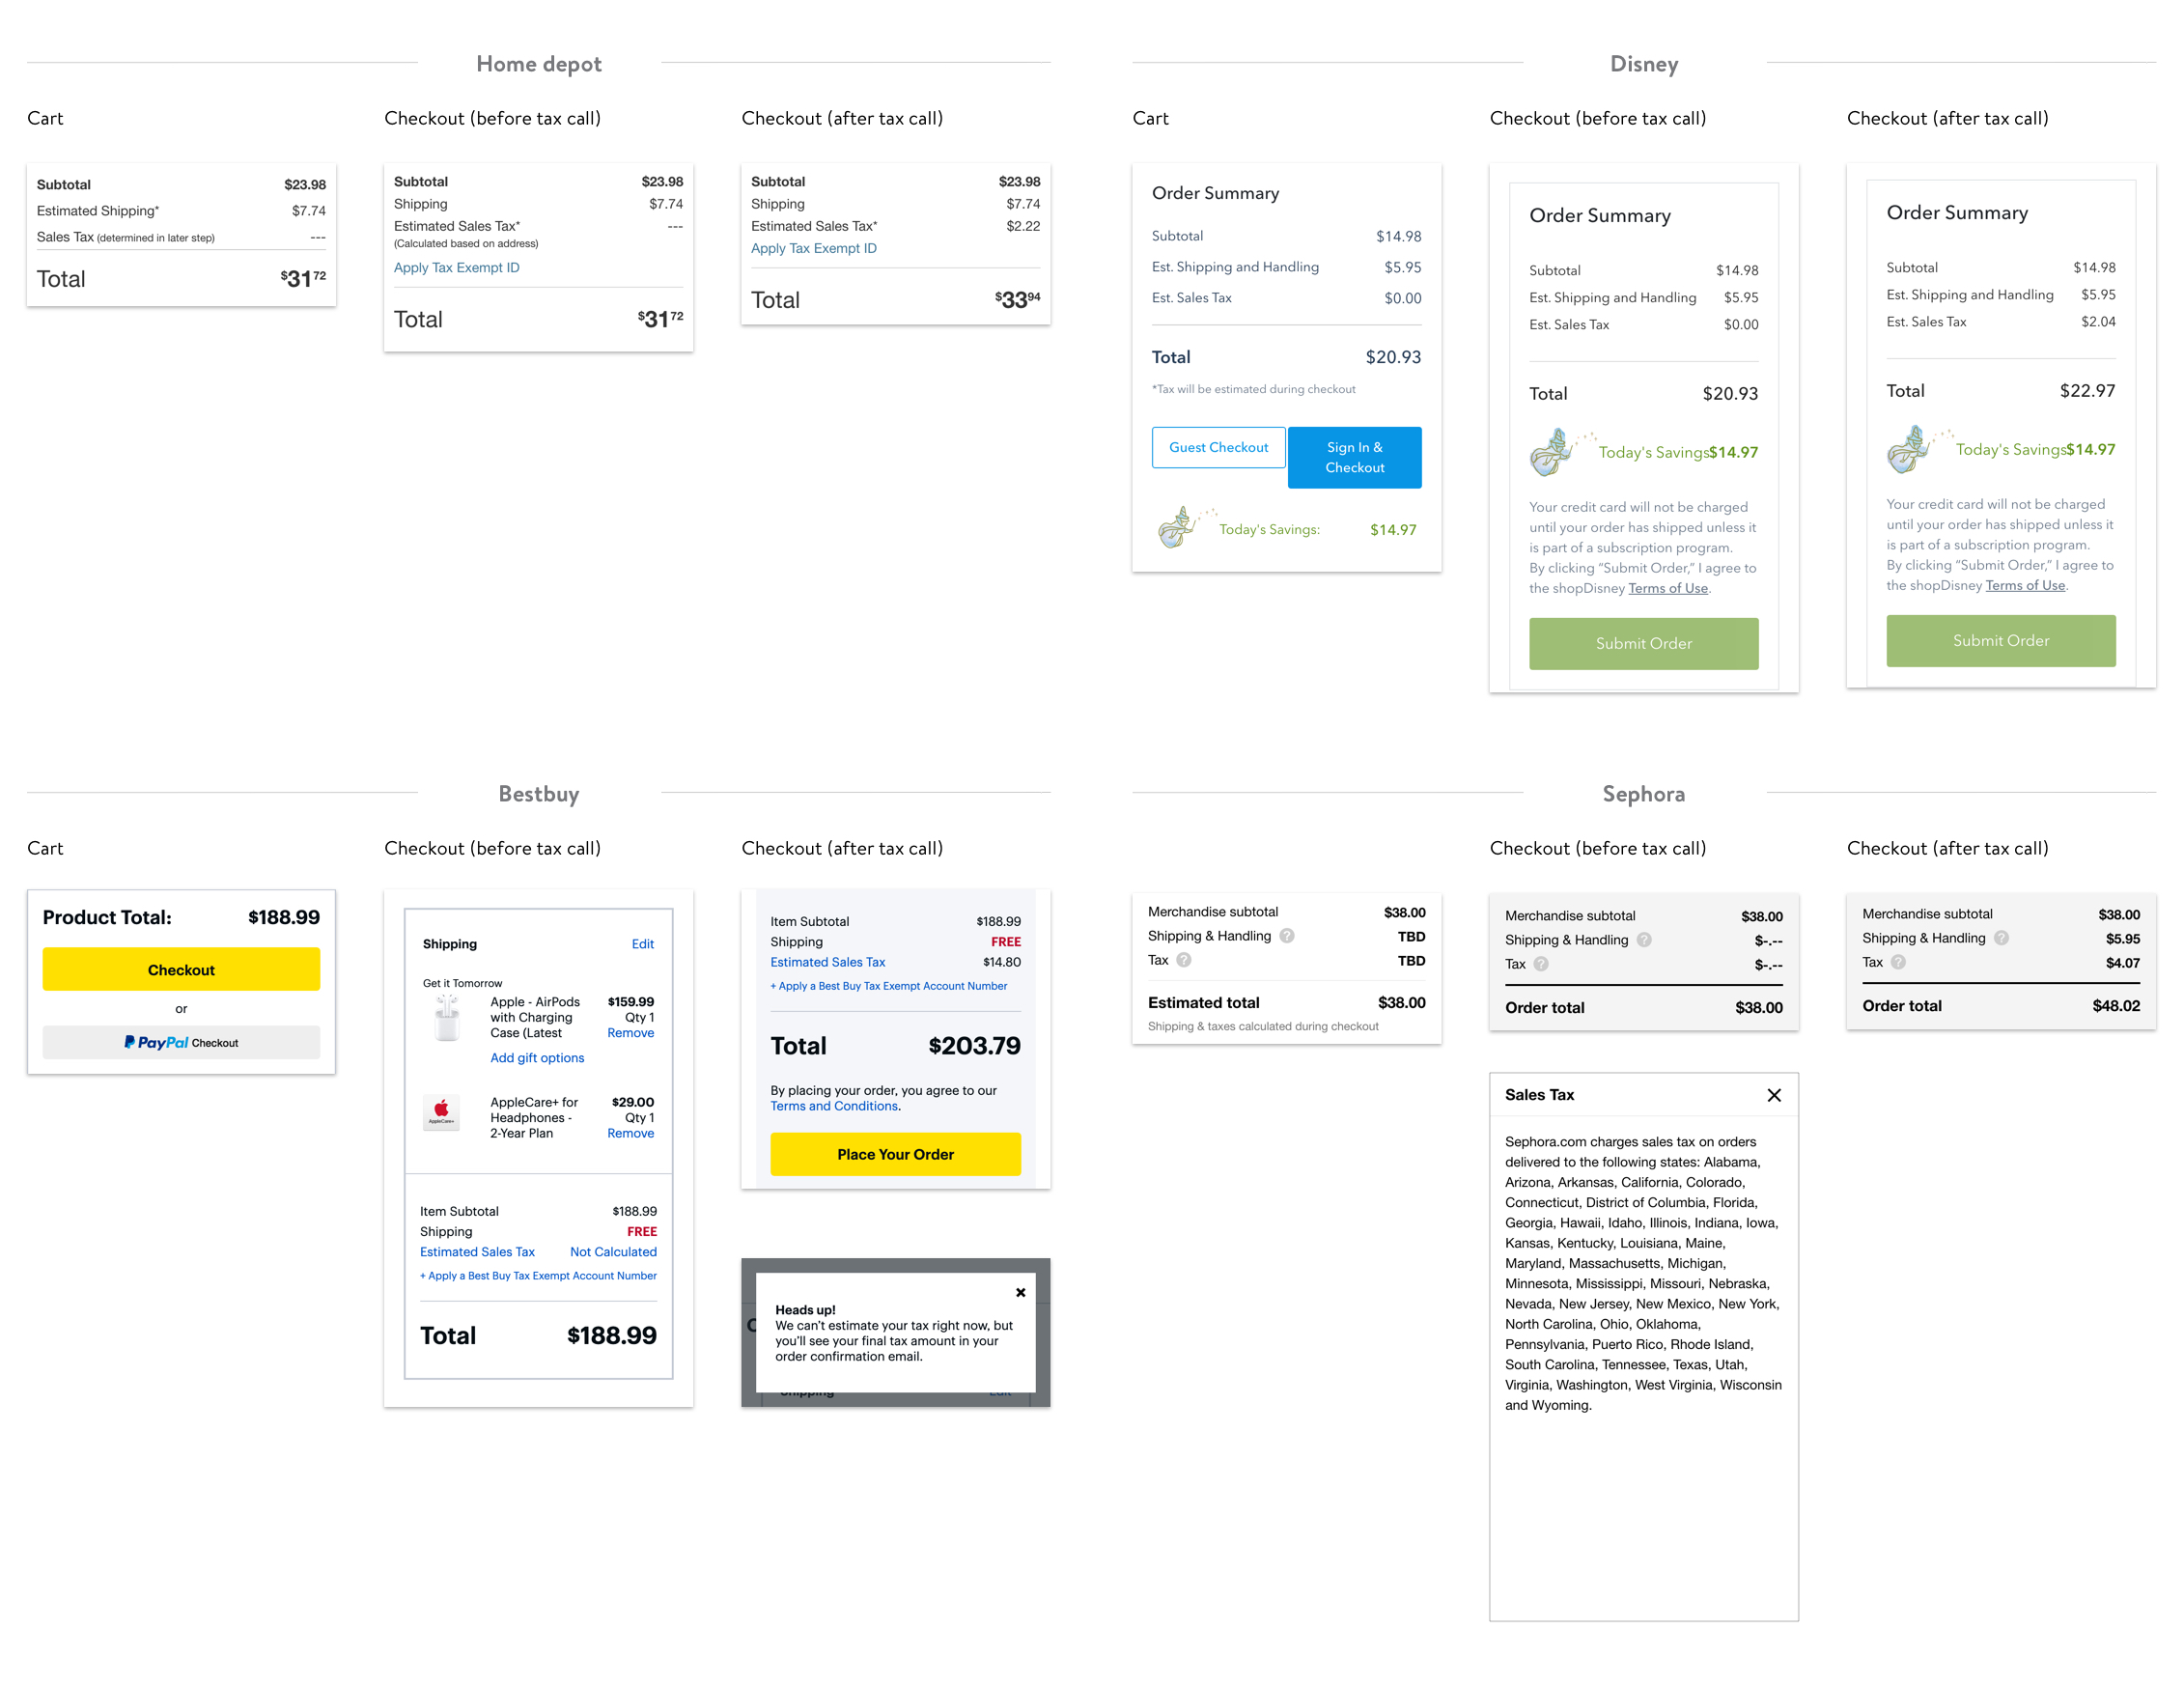 Home depot
Cart
Subtotal $23.98
Estimated Shipping* $7.74
Sales Tax (determined in later step) ---
Total $31 72
Checkout (before tax call)
Subtotal $23.98
Shipping $7.74
Estimated Sales Tax* ---
(Calculated based on address)
Apply Tax Exempt ID
Total $31 72
Checkout (after tax call)
Subtotal $23.98
Shipping $7.74
Estimated Sales Tax* $2.22
Apply Tax Exempt ID
Total $33 94
Disney
Cart
Order Summary
Subtotal $14.98
Est. Shipping and Handling $5.95
Est. Sales Tax $0.00
Total $20.93
*Tax will be estimated during checkout
Guest Checkout
Sign In &
Checkout
Today's Savings: $14.97
Checkout (before tax call)
Order Summary
Subtotal $14.98
Est. Shipping and Handling $5.95
Est. Sales Tax $0.00
Total $20.93
Today's Savings$14.97
Your credit card will not be charged
until your order has shipped unless it
is part of a subscription program.
By clicking “Submit Order,” I agree to
the shopDisney Terms of Use.
Submit Order
Checkout (after tax call)
Order Summary
Subtotal $14.98
Est. Shipping and Handling $5.95
Est. Sales Tax $2.04
Total $22.97
Today's Savings$14.97
Your credit card will not be charged
until your order has shipped unless it
is part of a subscription program.
By clicking “Submit Order,” I agree to
the shopDisney Terms of Use.
Submit Order
Bestbuy
Cart
Product Total: $188.99
Checkout
or
PayPal Checkout
Checkout (before tax call)
Shipping Edit
Get it Tomorrow
Apple - AirPods $159.99
with Charging Qty 1
Case (Latest Remove
Add gift options
AppleCare+
AppleCare+ for $29.00
Headphones - Qty 1
2-Year Plan Remove
Item Subtotal $188.99
Shipping FREE
Estimated Sales Tax Not Calculated
+ Apply a Best Buy Tax Exempt Account Number
Total $188.99
Checkout (after tax call)
Item Subtotal $188.99
Shipping FREE
Estimated Sales Tax $14.80
+ Apply a Best Buy Tax Exempt Account Number
Total $203.79
By placing your order, you agree to our
Terms and Conditions.
Place Your Order
Heads up!
We can't estimate your tax right now, but
you'll see your final tax amount in your
order confirmation email.
Shipping Edit
Sephora
Merchandise subtotal $38.00
Shipping & Handling ? TBD
Tax ? TBD
Estimated total $38.00
Shipping & taxes calculated during checkout
Checkout (before tax call)
Merchandise subtotal $38.00
Shipping & Handling ? $-.--
Tax ? $-.--
Order total $38.00
Sales Tax
Sephora.com charges sales tax on orders
delivered to the following states: Alabama,
Arizona, Arkansas, California, Colorado,
Connecticut, District of Columbia, Florida,
Georgia, Hawaii, Idaho, Illinois, Indiana, Iowa,
Kansas, Kentucky, Louisiana, Maine,
Maryland, Massachusetts, Michigan,
Minnesota, Mississippi, Missouri, Nebraska,
Nevada, New Jersey, New Mexico, New York,
North Carolina, Ohio, Oklahoma,
Pennsylvania, Puerto Rico, Rhode Island,
South Carolina, Tennessee, Texas, Utah,
Virginia, Washington, West Virginia, Wisconsin
and Wyoming.
Checkout (after tax call)
Merchandise subtotal $38.00
Shipping & Handling ? $5.95
Tax ? $4.07
Order total $48.02